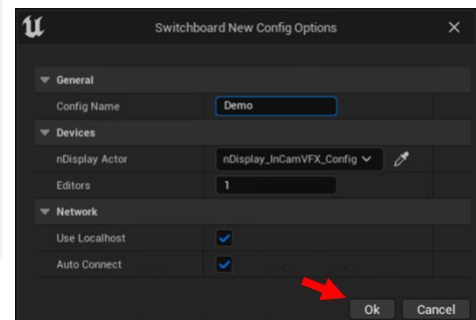 Switchboard New Config Options
General
Config Name Demo
Devices
nDisplay Actor nDisplay_InCamVFX_Config
Editors 1
Network
Use Localhost
Auto Connect
Ok Cancel